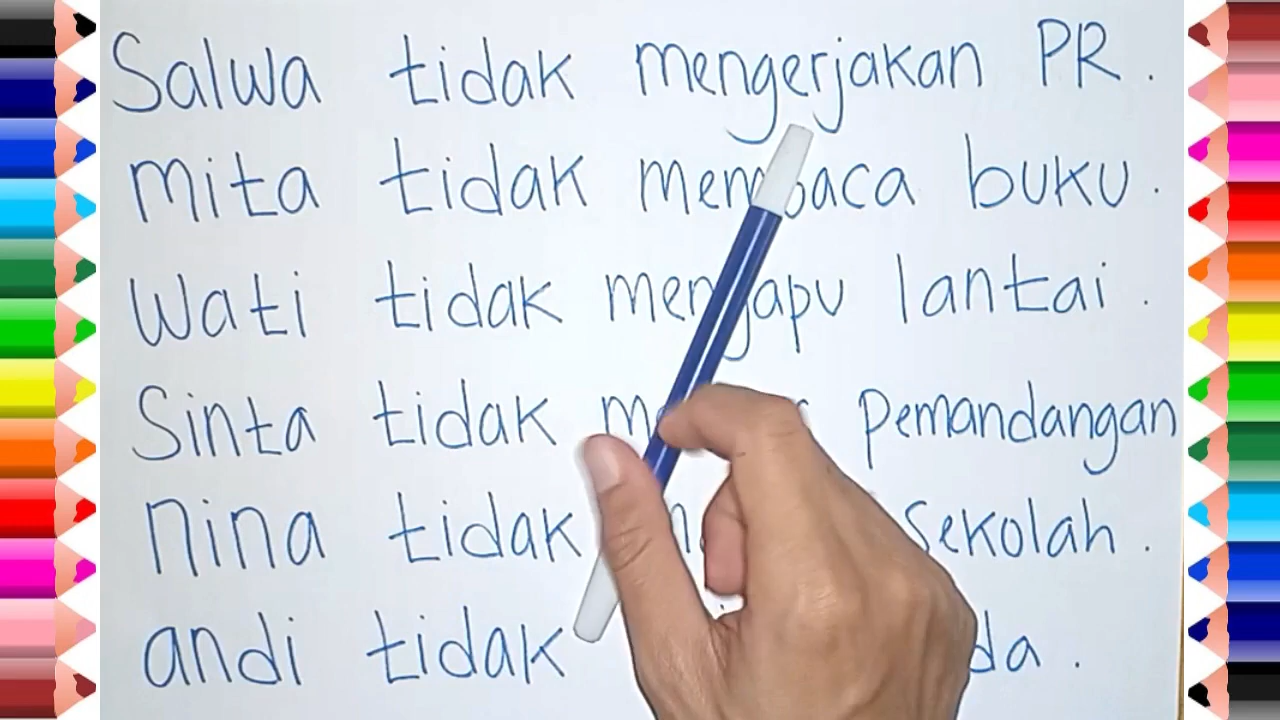 Salwa tidak mengerjakan PR.
mita tidak membaca buku.
Wati tidak menyapu lantai.
Sinta tidak pemandangan
nina tidak sekolah.
andi tidak